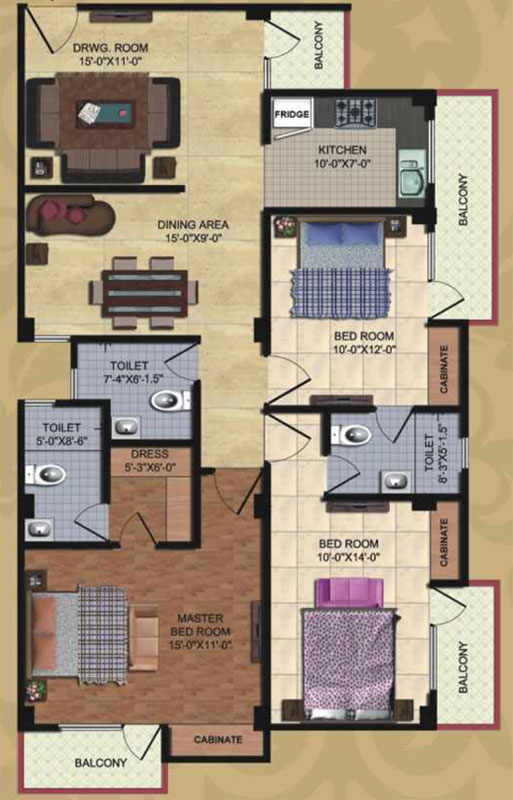 DRWG. ROOM
15'-0"X11'-0"
BALCONY
FRIDGE
KITCHEN
10'-0"X7'-0"
BALCONY
DINING AREA
15'-0"X9'-0"
BED ROOM
10'-0"X12'-0"
CABINATE
TOILET
7'-4"X6'-1.5"
TOILET
5'-0"X8'-6"
DRESS
5'-3"X6'-0"
TOILET
8'-3"X5'-1.5"
BED ROOM
10'-0"X14'-0"
CABINATE
MASTER
BED ROOM
15'-0"X11'-0"
BALCONY
CABINATE
BALCONY